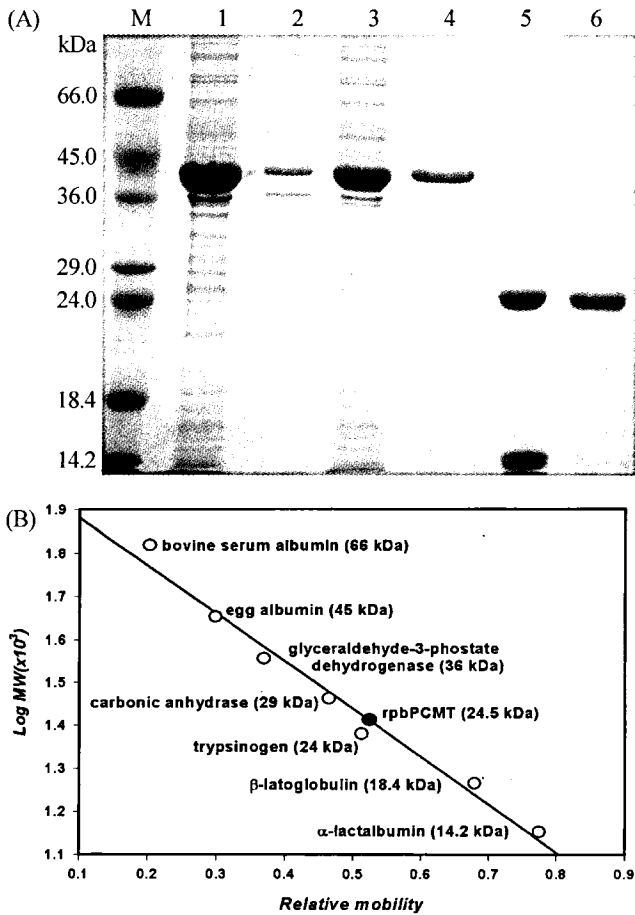 (A) M 1 2 3 4 5 6
kDa
66.0
45.0
36.0
29.0
24.0
18.4
14.2
(B)
1.9
1.8
1.7
1.6
1.5
1.4
1.3
1.2
1.1
Log MW(x10³)
bovine serum albumin (66 kDa)
egg albumin (45 kDa)
glyceraldehyde-3-phostate
dehydrogenase (36 kDa)
carbonic anhydrase (29 kDa)
rpbPCMT (24.5 kDa)
trypsinogen (24 kDa)
β-latoglobulin (18.4 kDa)
α-lactalbumin (14.2 kDa)
0.1 0.2 0.3 0.4 0.5 0.6 0.7 0.8 0.9
Relative mobility